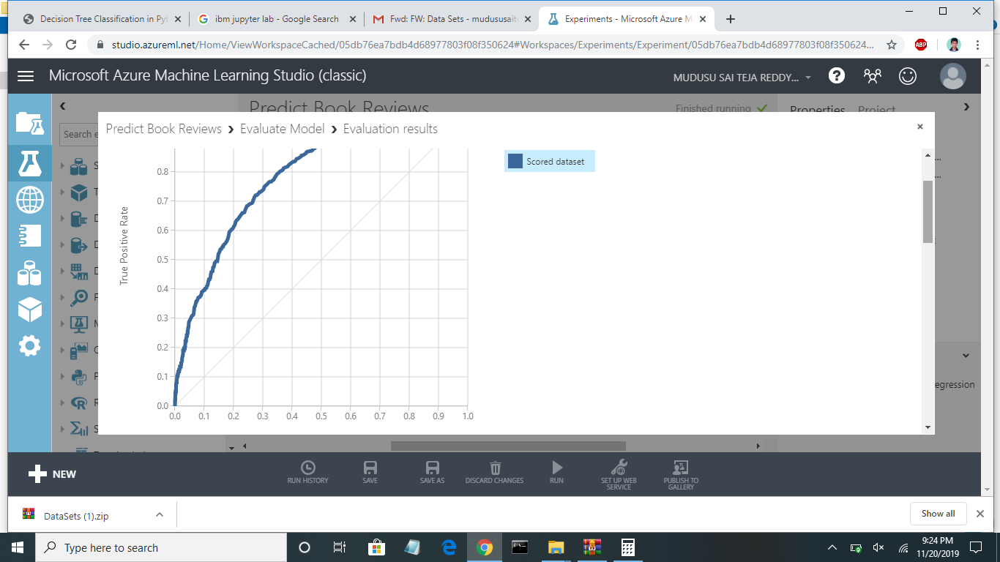 Decision Tree Classification in Pyt
ibm jupyter lab - Google Search
Fwd: FW: Data Sets - mudususait
Experiments - Microsoft Azure M
studio.azureml.net/Home/ViewWorkspaceCached/05db76ea7bdb4d68977803f08f350624#Workspaces/Experiments/Experiment/05db76ea7bdb4d68977803f08f350624...
ABP
Microsoft Azure Machine Learning Studio (classic)
MUDUSU SAI TEJA REDDY...
Predict Book Reviews
Finished running
Properties Project
Search e
Predict Book Reviews > Evaluate Model > Evaluation results
Scored dataset
True Positive Rate
0.8
0.7
0.6
0.5
0.4
0.3
0.2
0.1
0.0
0.0 0.1 0.2 0.3 0.4 0.5 0.6 0.7 0.8 0.9 1.0
S
T
D
D
D
F
M
P
R
S
egression
NEW
RUN HISTORY
SAVE
SAVE AS
DISCARD CHANGES
RUN
SET UP WEB
SERVICE
PUBLISH TO
GALLERY
DataSets (1).zip
Show all
Type here to search
9:24 PM
11/20/2019